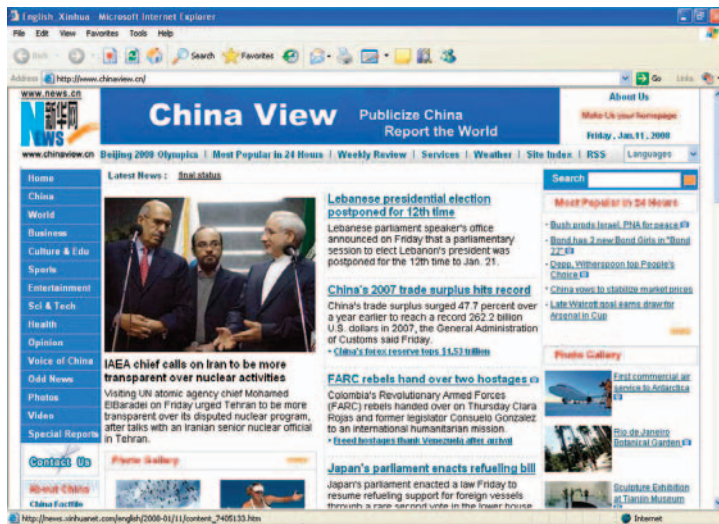 English_Xinhua - Microsoft Internet Explorer
File Edit View Favorites Tools Help
Back Search Favorites
Address http://www.chinaview.cn/ Go Links
www.news.cn
新华网
NEWS
www.chinaview.cn
China View
Publicize China
Report the World
About Us
Make Us your homepage
Friday, Jan.11, 2008
Beijing 2008 Olympics | Most Popular in 24 Hours | Weekly Review | Services | Weather | Site Index | RSS Languages
Home
China
World
Business
Culture & Edu
Sports
Entertainment
Sci & Tech
Health
Opinion
Voice of China
Odd News
Photos
Video
Special Reports
Contact Us
About China
China Factfile
Latest News : final status
IAEA chief calls on Iran to be more
transparent over nuclear activities
Visiting UN atomic agency chief Mohamed
ElBaradei on Friday urged Tehran to be more
transparent over its disputed nuclear program,
after talks with an Iranian senior nuclear official
in Tehran.
Photo Gallery
Lebanese presidential election
postponed for 12th time
Lebanese parliament speaker's office
announced on Friday that a parliamentary
session to elect Lebanon's president was
postponed for the 12th time to Jan. 21.
China's 2007 trade surplus hits record
China's trade surplus surged 47.7 percent over
a year earlier to reach a record 262.2 billion
U.S. dollars in 2007, the General Administration
of Customs said Friday.
• China's forex reserve tops $1.53 trillion
FARC rebels hand over two hostages
Colombia's Revolutionary Armed Forces
(FARC) rebels handed over on Thursday Clara
Rojas and former legislator Consuelo Gonzalez
to an international humanitarian mission.
• Freed hostages thank Venezuela after arrival
Japan's parliament enacts refueling bill
Japan's parliament enacted a law Friday to
resume refueling support for foreign vessels
through a rare second vote in the lower house
Search
Most Popular in 24 Hours
• Bush prods Israel, PNA for peace
• Bond has 2 new Bond Girls in "Bond
22"
• Depp, Witherspoon top People's
Choice
• China vows to stabilize market prices
• Late Walcott goal earns draw for
Arsenal in Cup
Photo Gallery
First commercial air
service to Antarctica
Rio de Janeiro
Botanical Garden
Sculpture Exhibition
at Tianjin Museum
http://news.xinhuanet.com/english/2008-01/11/content_7405133.htm Internet